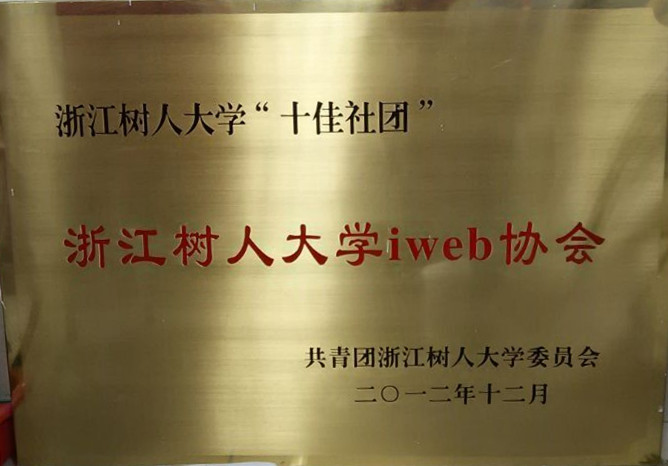 浙江树人大学“十佳社团”
浙江树人大学iweb协会
共青团浙江树人大学委员会
二〇一二年十二月